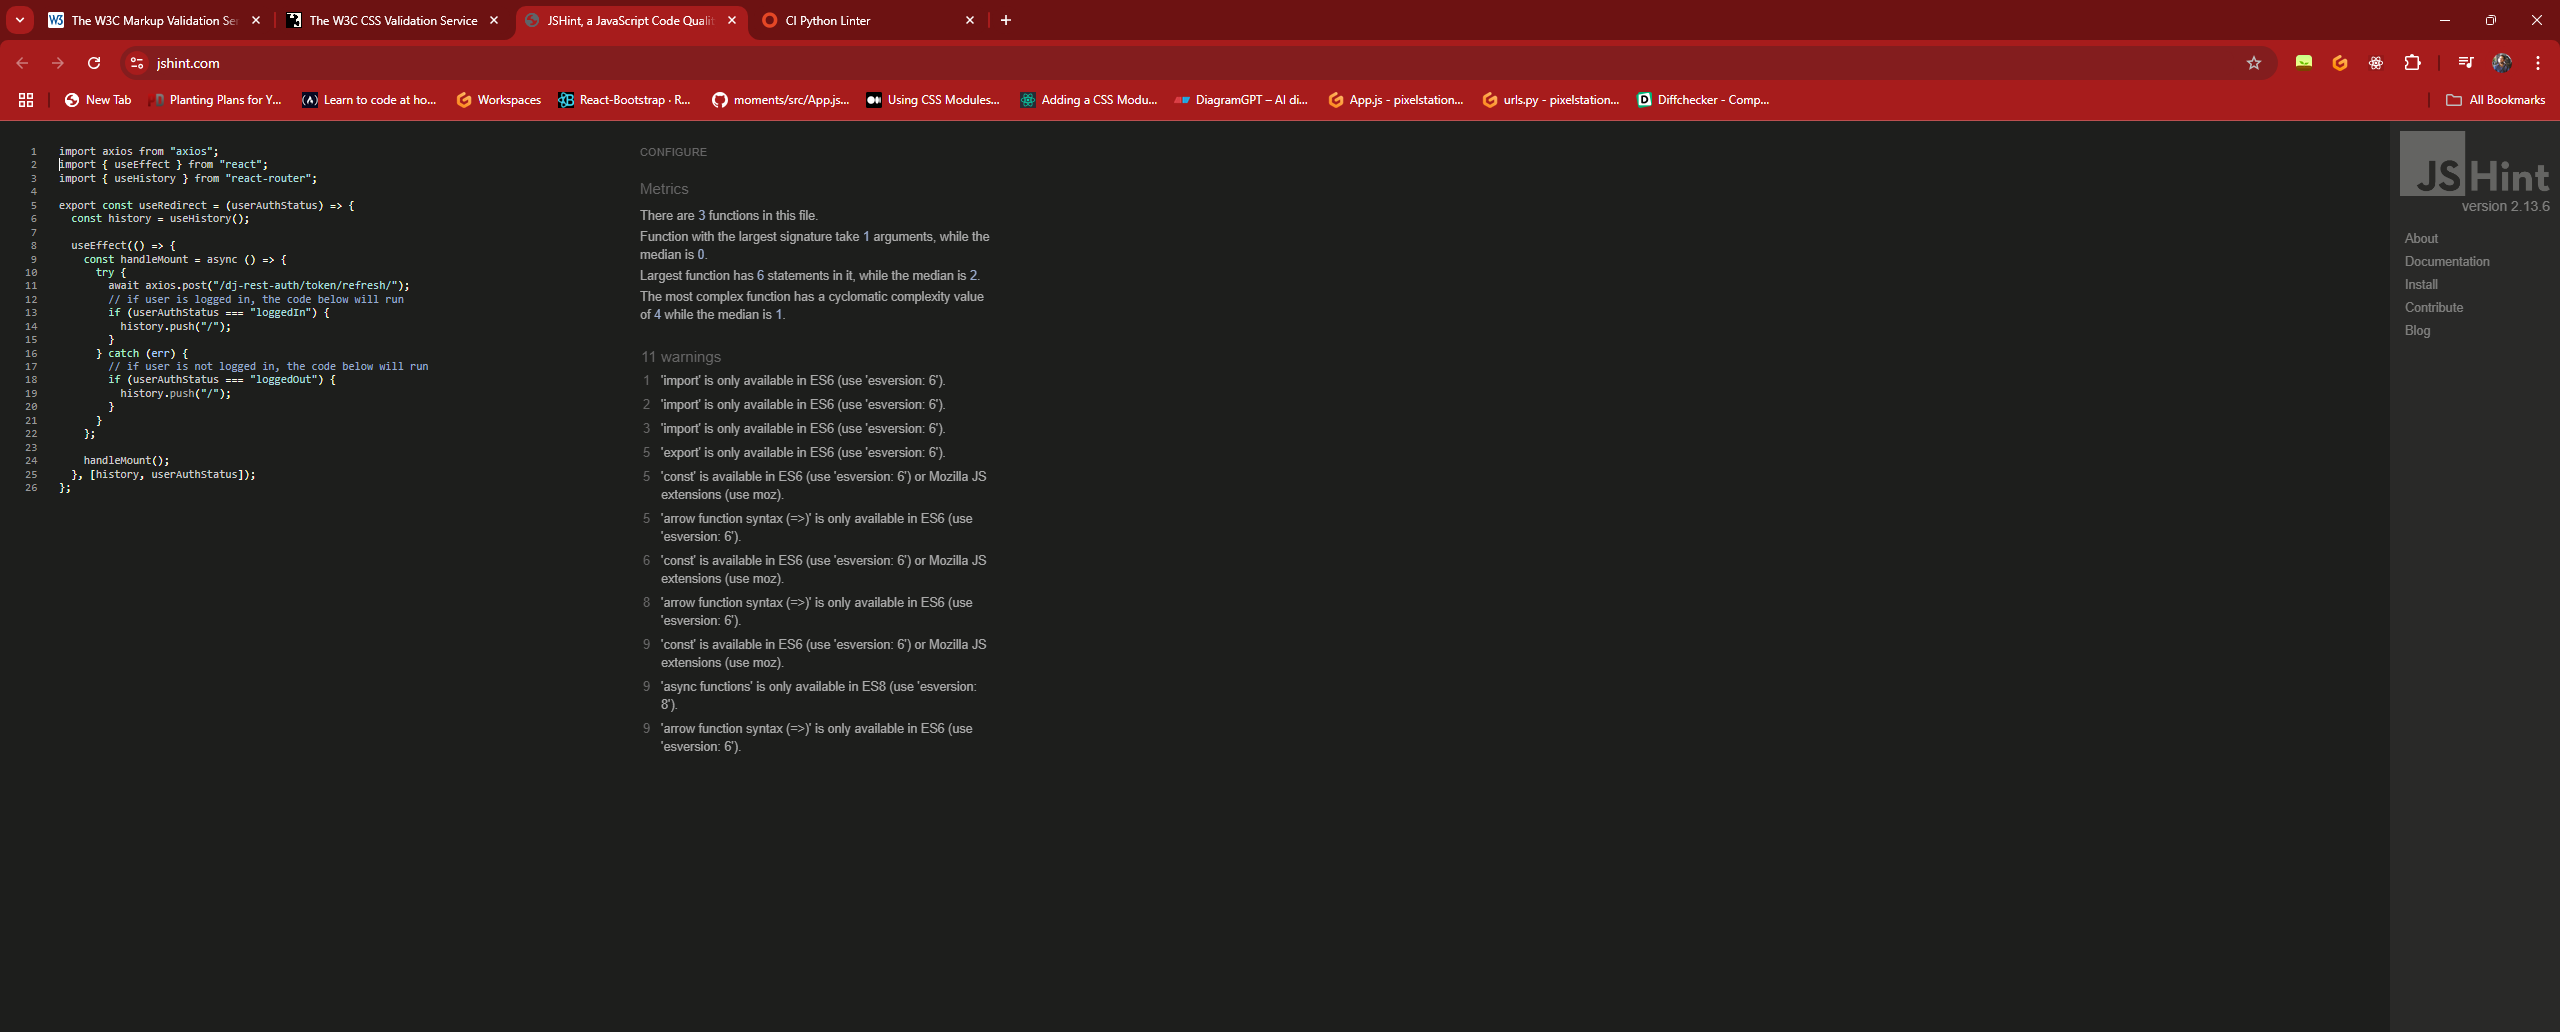 The W3C Markup Validation Se
The W3C CSS Validation Service
JSHint, a JavaScript Code Qualit
CI Python Linter
jshint.com
New Tab
Planting Plans for Y...
Learn to code at ho...
Workspaces
React-Bootstrap · R...
moments/src/App.js...
Using CSS Modules...
Adding a CSS Modu...
DiagramGPT – AI di...
App.js - pixelstation...
urls.py - pixelstation...
Diffchecker - Comp...
All Bookmarks
1 import axios from "axios";
2 import { useEffect } from "react";
3 import { useHistory } from "react-router";
4
5 export const useRedirect = (userAuthStatus) => {
6 const history = useHistory();
7
8 useEffect(() => {
9 const handleMount = async () => {
10 try {
11 await axios.post("/dj-rest-auth/token/refresh/");
12 // if user is logged in, the code below will run
13 if (userAuthStatus === "loggedIn") {
14 history.push("/");
15 }
16 } catch (err) {
17 // if user is not logged in, the code below will run
18 if (userAuthStatus === "loggedOut") {
19 history.push("/");
20 }
21 }
22 };
23
24 handleMount();
25 }, [history, userAuthStatus]);
26 };
CONFIGURE
Metrics
There are 3 functions in this file.
Function with the largest signature take 1 arguments, while the
median is 0.
Largest function has 6 statements in it, while the median is 2.
The most complex function has a cyclomatic complexity value
of 4 while the median is 1.
11 warnings
1 'import' is only available in ES6 (use 'esversion: 6').
2 'import' is only available in ES6 (use 'esversion: 6').
3 'import' is only available in ES6 (use 'esversion: 6').
5 'export' is only available in ES6 (use 'esversion: 6').
5 'const' is available in ES6 (use 'esversion: 6') or Mozilla JS
extensions (use moz).
5 'arrow function syntax (=>)' is only available in ES6 (use
'esversion: 6').
6 'const' is available in ES6 (use 'esversion: 6') or Mozilla JS
extensions (use moz).
8 'arrow function syntax (=>)' is only available in ES6 (use
'esversion: 6').
9 'const' is available in ES6 (use 'esversion: 6') or Mozilla JS
extensions (use moz).
9 'async functions' is only available in ES8 (use 'esversion:
8').
9 'arrow function syntax (=>)' is only available in ES6 (use
'esversion: 6').
JSHint
version 2.13.6
About
Documentation
Install
Contribute
Blog